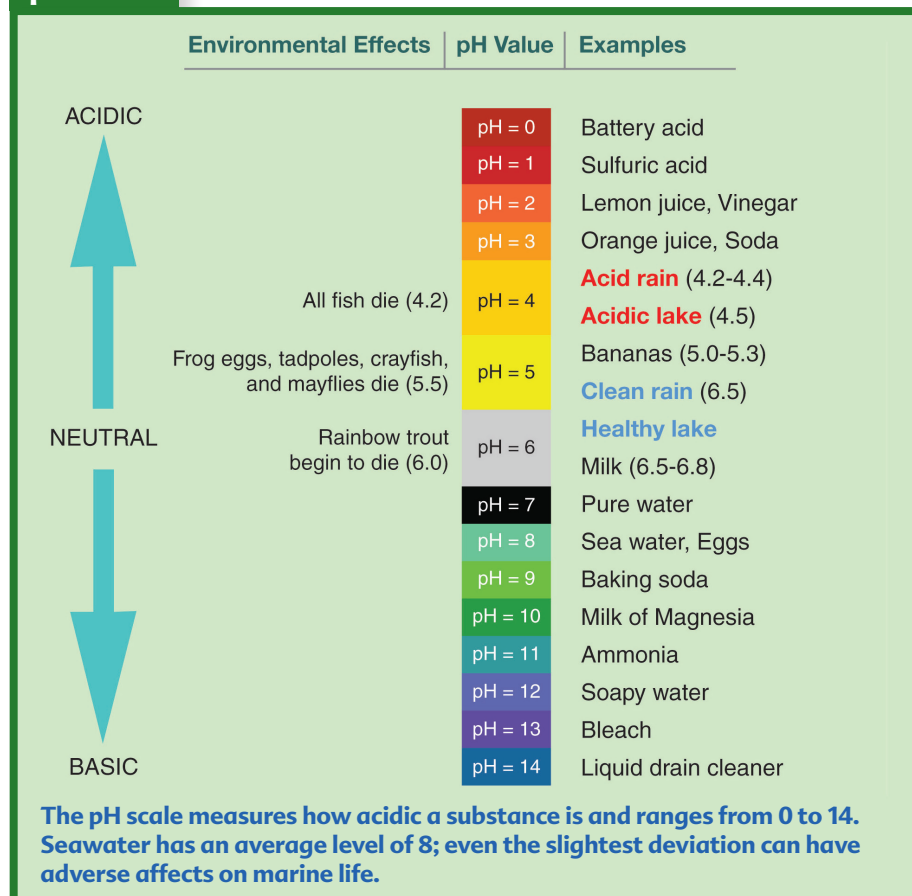 Environmental Effects pH Value Examples
ACIDIC
pH = 0 Battery acid
pH = 1 Sulfuric acid
pH = 2 Lemon juice, Vinegar
pH = 3 Orange juice, Soda
Acid rain (4.2-4.4)
All fish die (4.2) pH = 4
Acidic lake (4.5)
Frog eggs, tadpoles, crayfish,
and mayflies die (5.5)
pH = 5
Bananas (5.0-5.3)
Clean rain (6.5)
NEUTRAL
Rainbow trout
begin to die (6.0)
pH = 6
Healthy lake
Milk (6.5-6.8)
pH = 7 Pure water
pH = 8 Sea water, Eggs
pH = 9 Baking soda
pH = 10 Milk of Magnesia
pH = 11 Ammonia
pH = 12 Soapy water
pH = 13 Bleach
BASIC
pH = 14 Liquid drain cleaner
The pH scale measures how acidic a substance is and ranges from 0 to 14.
Seawater has an average level of 8; even the slightest deviation can have
adverse affects on marine life.